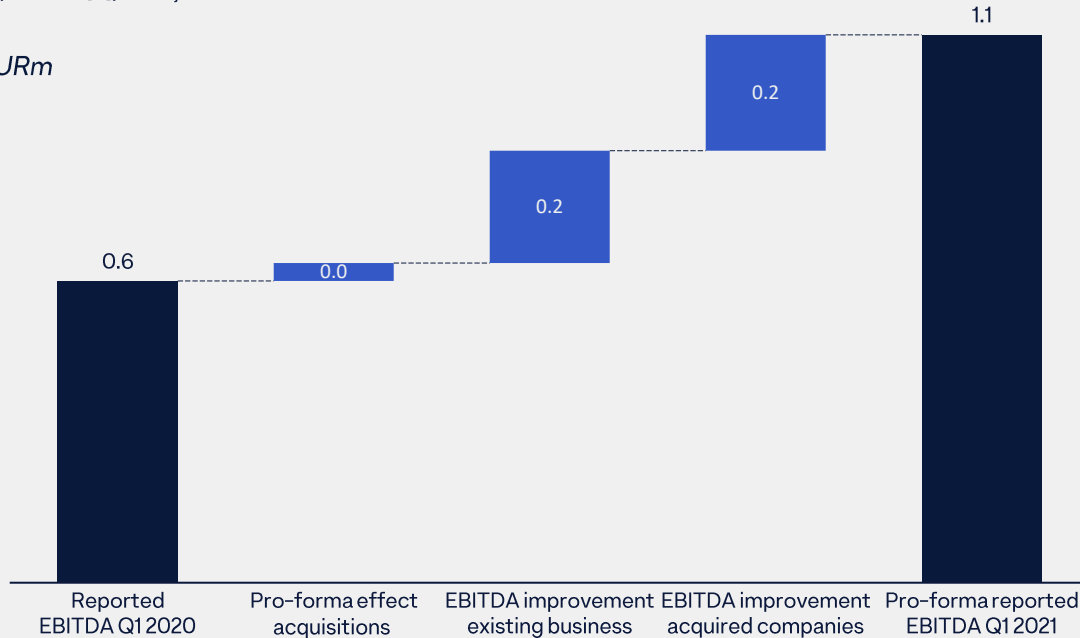 URm
1.1
0.2
0.2
0.6
0.0
Reported
EBITDA Q1 2020
Pro-forma effect
acquisitions
EBITDA improvement
existing business
EBITDA improvement
acquired companies
Pro-forma reported
EBITDA Q1 2021